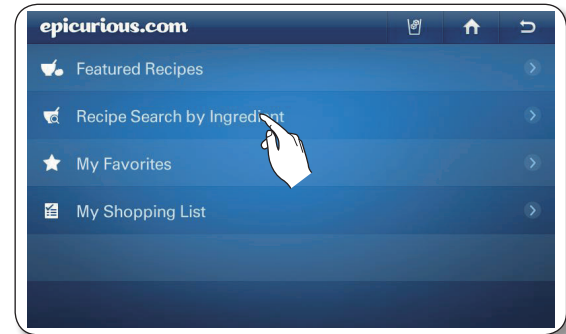 epicurious.com
Featured Recipes
Recipe Search by Ingredient
My Favorites
My Shopping List